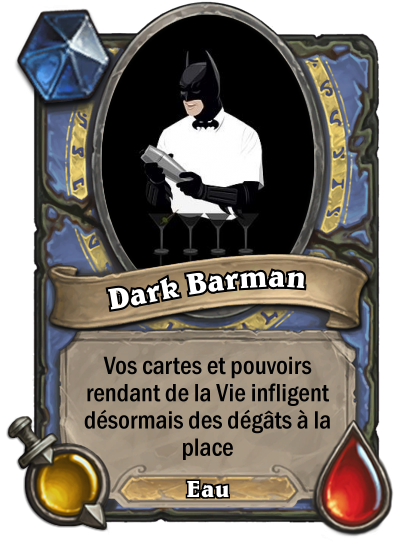 Dark Barman
Vos cartes et pouvoirs
rendant de la Vie infligent
désormais des dégâts à la
place
Eau